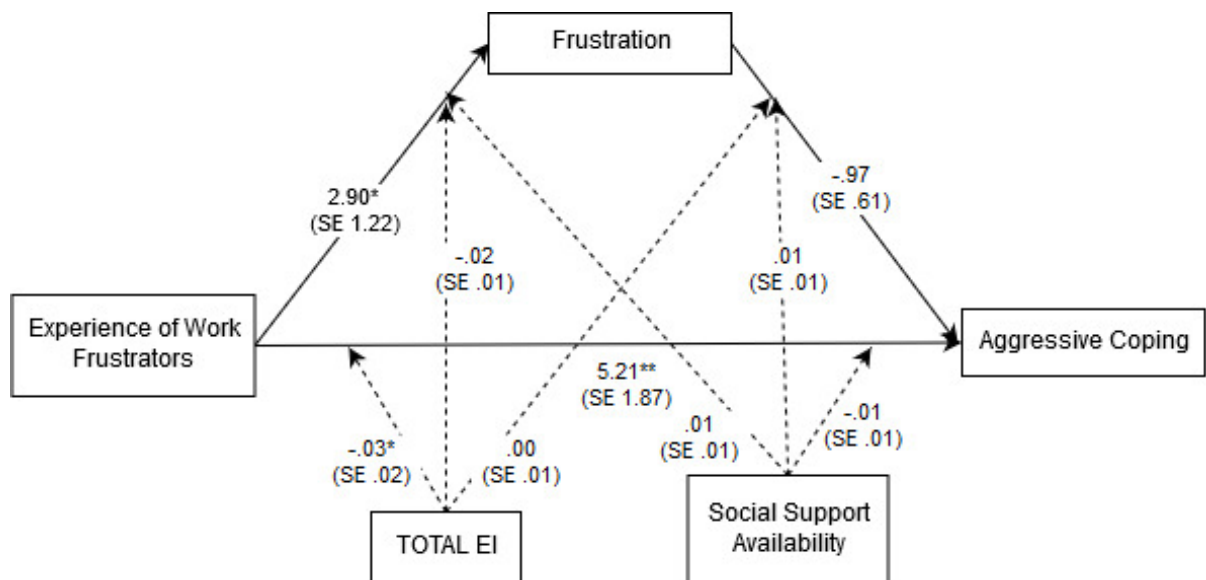 Frustration
2.90*
(SE 1.22)
-.97
(SE .61)
-.02
(SE .01)
.01
(SE .01)
Experience of Work
Frustrators
Aggressive Coping
5.21**
(SE 1.87)
-.03*
(SE .02)
.00
(SE .01)
.01
(SE .01)
-.01
(SE .01)
TOTAL EI
Social Support
Availability